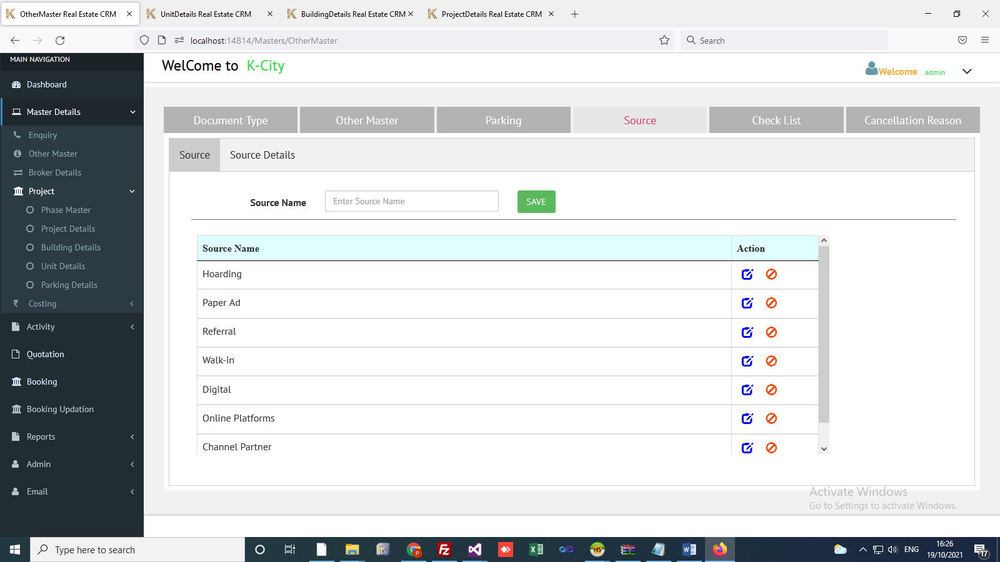 OtherMaster Real Estate CRM
UnitDetails Real Estate CRM
BuildingDetails Real Estate CRM
ProjectDetails Real Estate CRM
localhost:14814/Masters/OtherMaster
Search
MAIN NAVIGATION
Dashboard
Master Details
Enquiry
Other Master
Broker Details
Project
Phase Master
Project Details
Building Details
Unit Details
Parking Details
Costing
Activity
Quotation
Booking
Booking Updation
Reports
Admin
Email
WelCome to K-City
Welcome admin
Document Type
Other Master
Parking
Source
Check List
Cancellation Reason
Source
Source Details
Source Name
Enter Source Name
SAVE
Source Name
Action
Hoarding
Paper Ad
Referral
Walk-in
Digital
Online Platforms
Channel Partner
Activate Windows
Go to Settings to activate Windows.
Type here to search
P
HS
ENG
16:26
19/10/2021
17